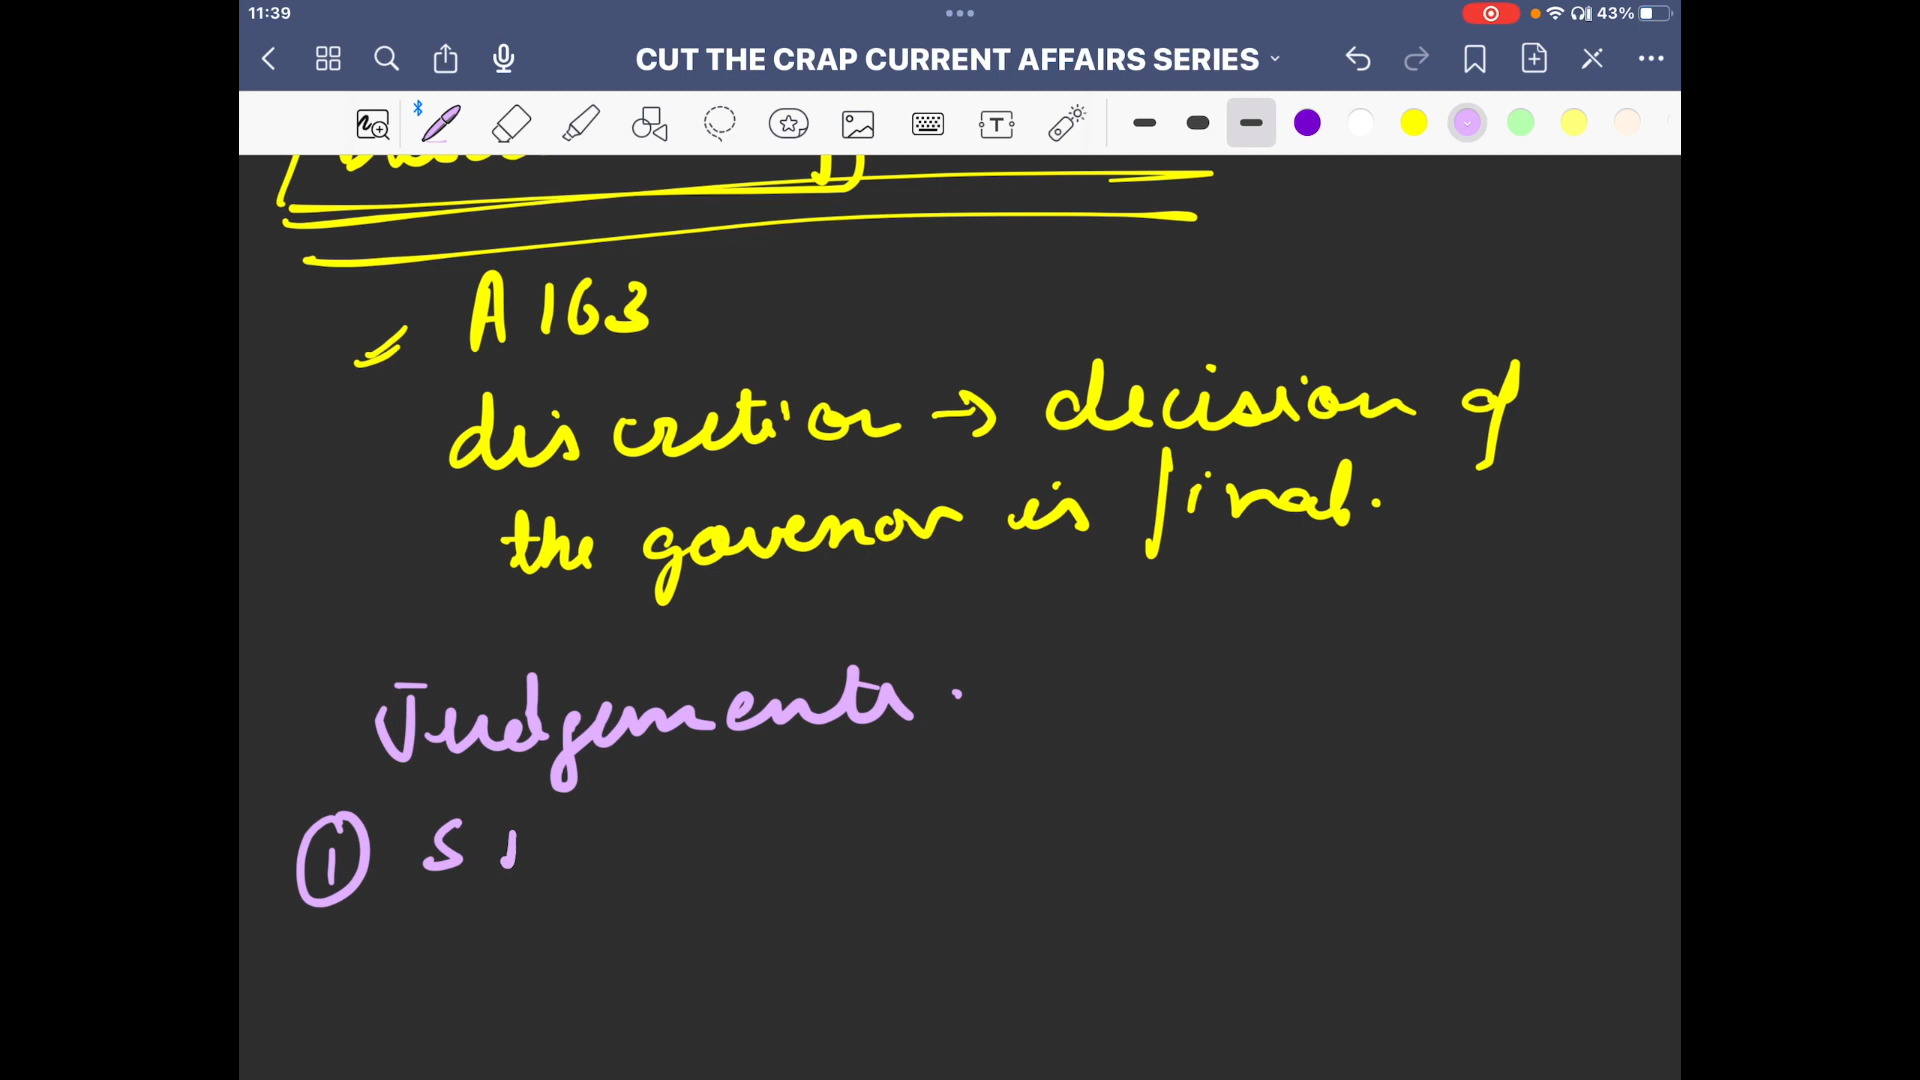 11:39
43%
CUT THE CRAP CURRENT AFFAIRS SERIES
A 163
discretion → decision of
the govenor is final.
Judgements.
① S